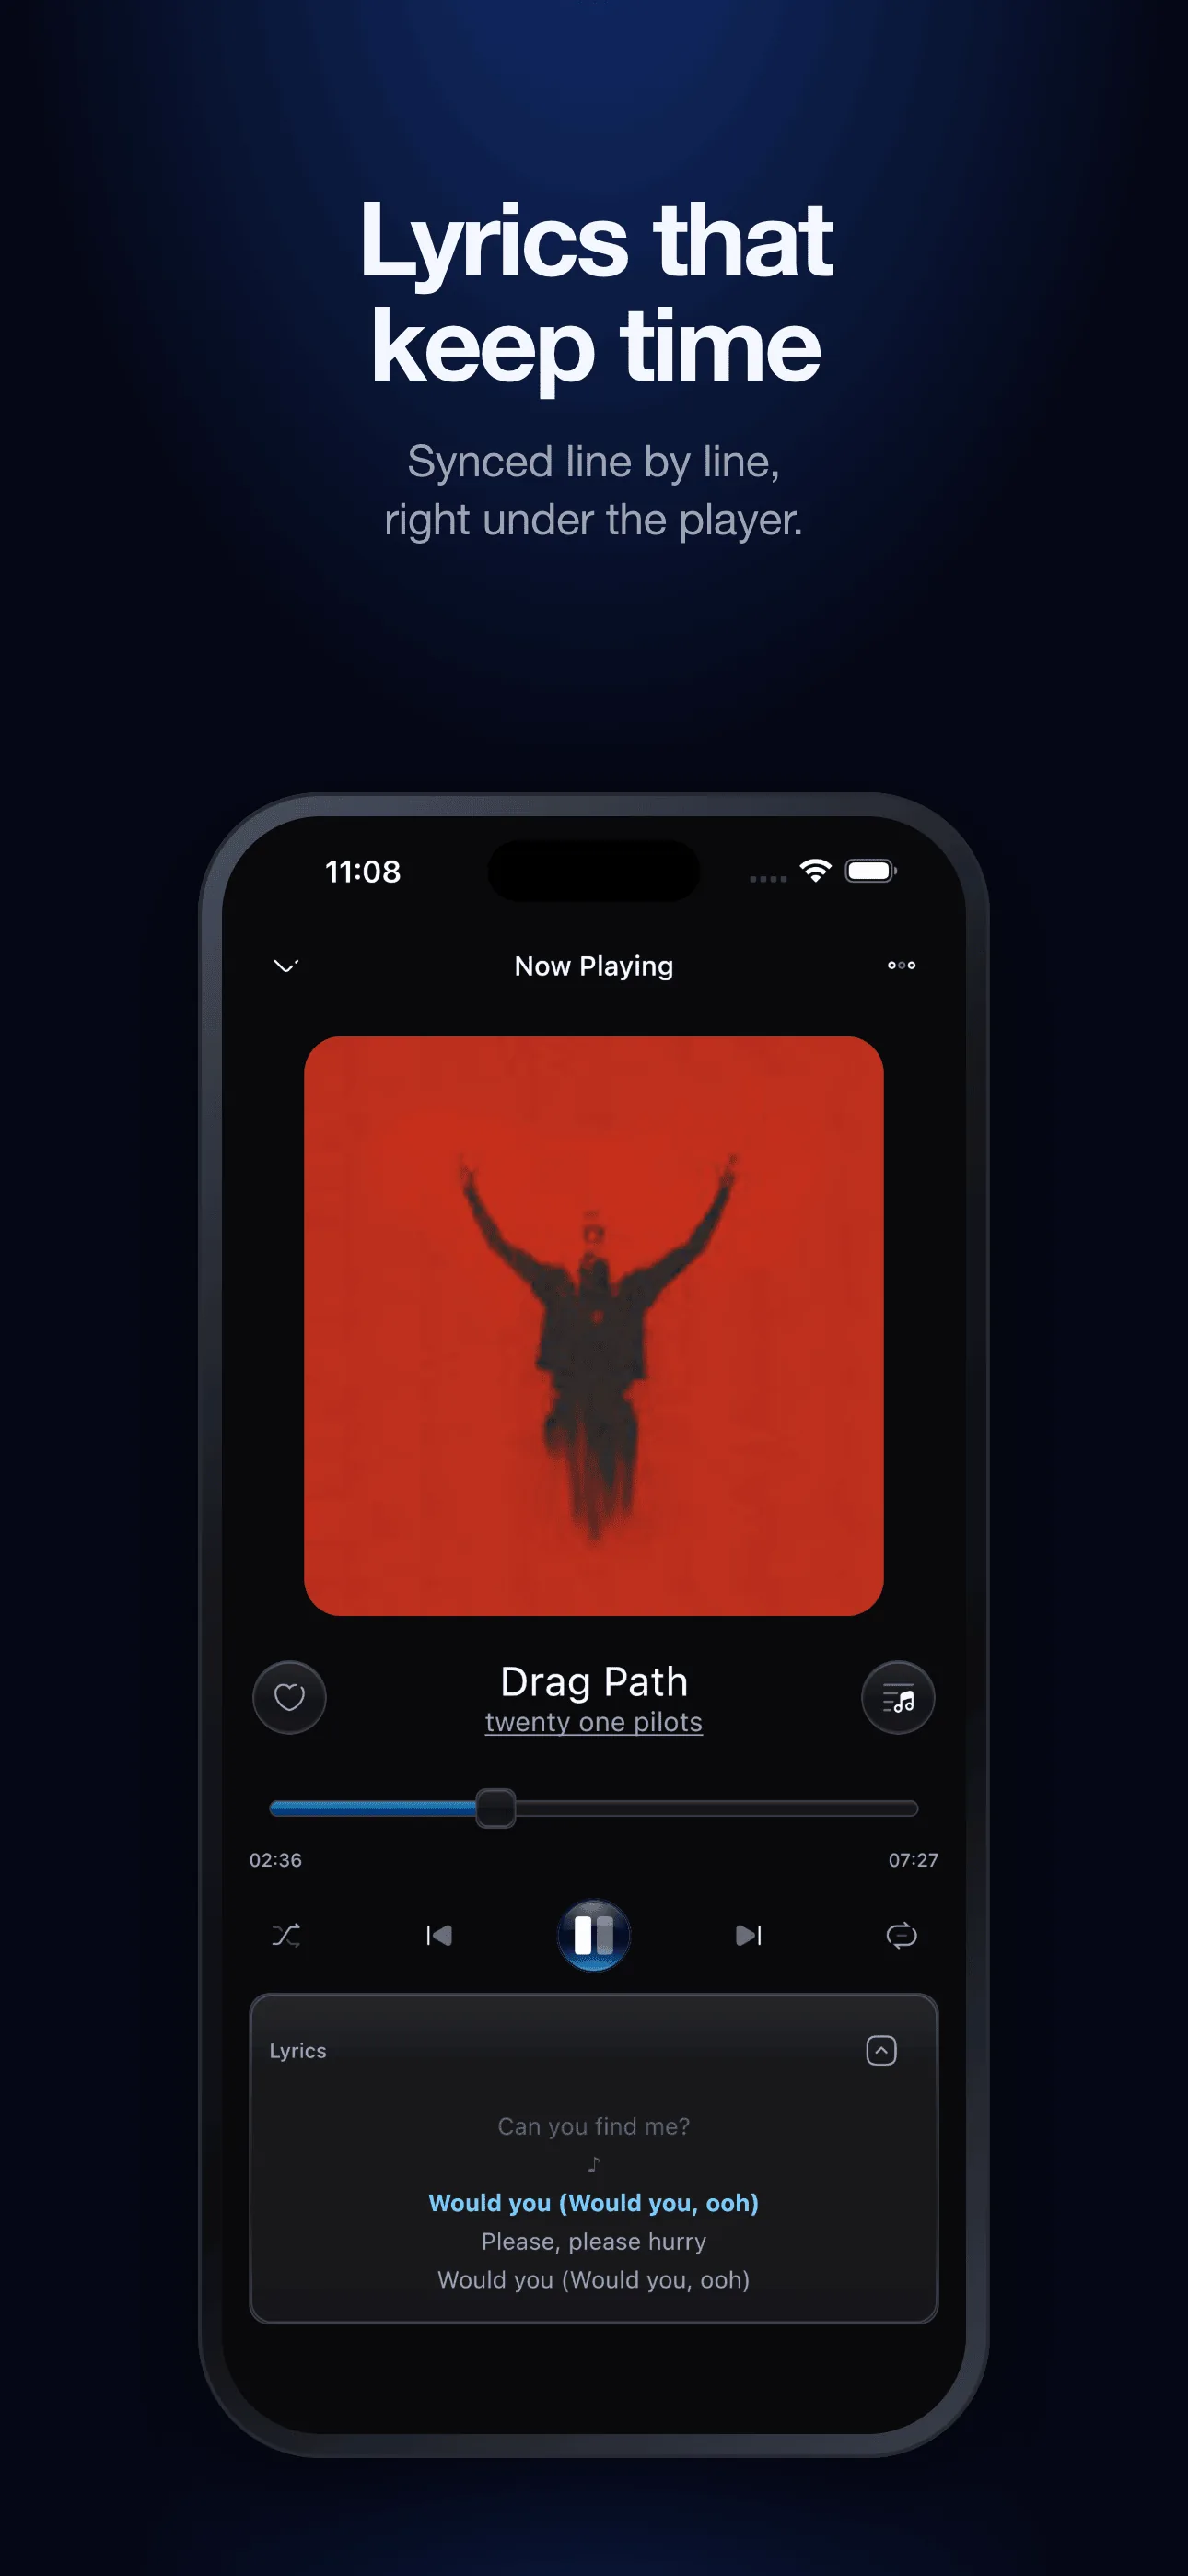 Lyrics that
keep time
Synced line by line,
right under the player.
11:08
Now Playing
Drag Path
twenty one pilots
02:36
07:27
Lyrics
Can you find me?
♪
Would you (Would you, ooh)
Please, please hurry
Would you (Would you, ooh)